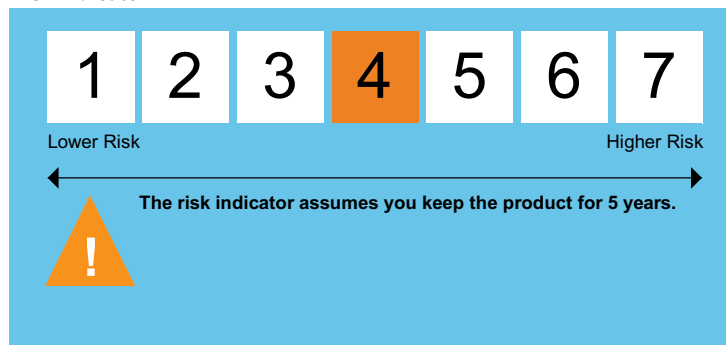 1 2 3 4 5 6 7
Lower Risk Higher Risk
The risk indicator assumes you keep the product for 5 years.
!